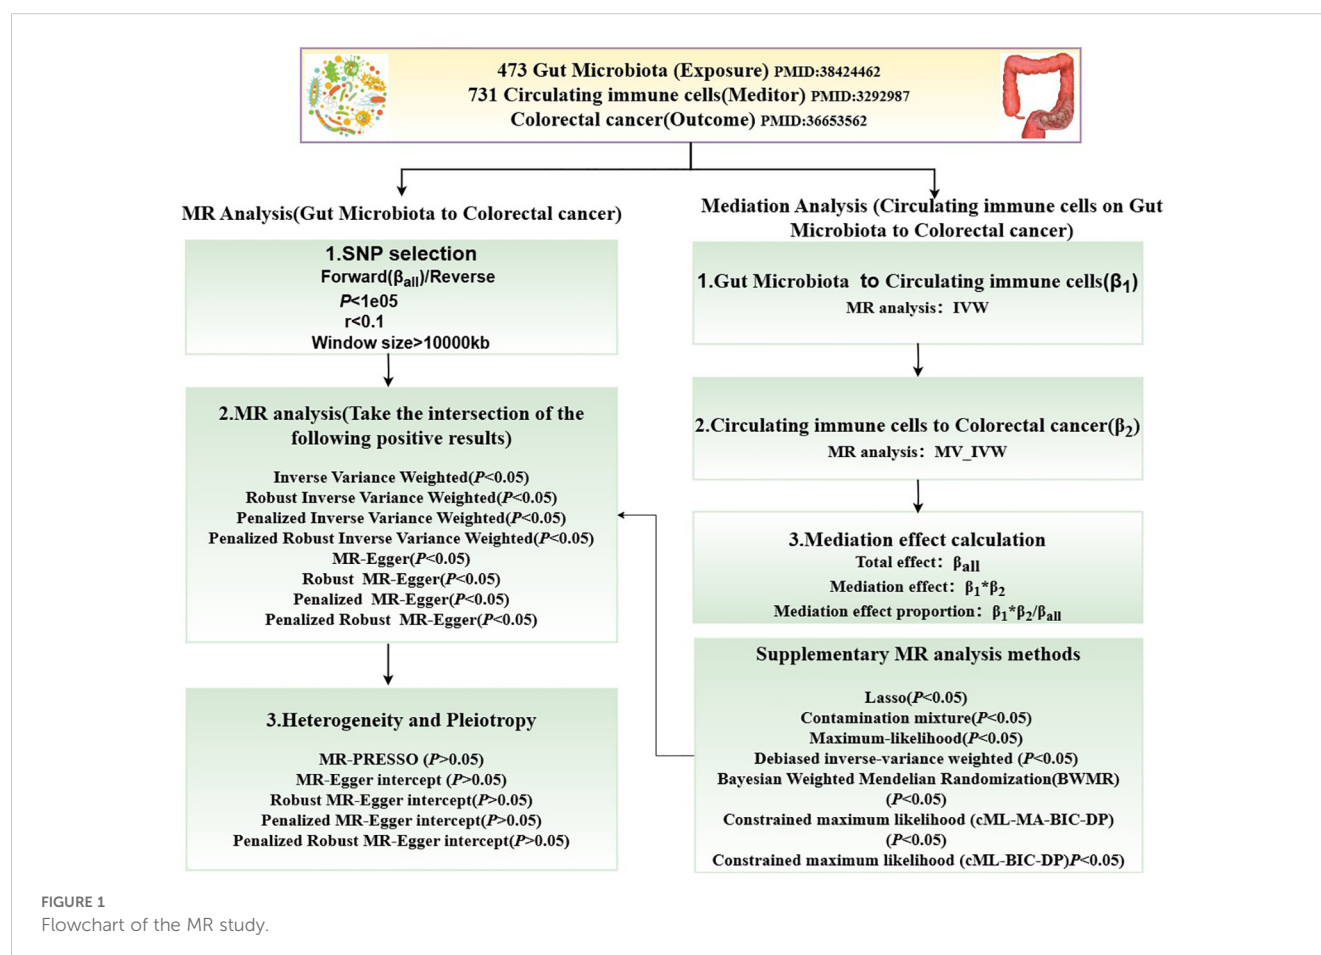 473 Gut Microbiota (Exposure) PMID:38424462
731 Circulating immune cells(Meditor) PMID:3292987
Colorectal cancer(Outcome) PMID:36653562
MR Analysis(Gut Microbiota to Colorectal cancer)
1.SNP selection
Forward(βall)/Reverse
P<1e05
r<0.1
Window size>10000kb
2.MR analysis(Take the intersection of the
following positive results)
Inverse Variance Weighted(P<0.05)
Robust Inverse Variance Weighted(P<0.05)
Penalized Inverse Variance Weighted(P<0.05)
Penalized Robust Inverse Variance Weighted(P<0.05)
MR-Egger(P<0.05)
Robust MR-Egger(P<0.05)
Penalized MR-Egger(P<0.05)
Penalized Robust MR-Egger(P<0.05)
3.Heterogeneity and Pleiotropy
MR-PRESSO (P>0.05)
MR-Egger intercept (P>0.05)
Robust MR-Egger intercept(P>0.05)
Penalized MR-Egger intercept(P>0.05)
Penalized Robust MR-Egger intercept(P>0.05)
Mediation Analysis (Circulating immune cells on Gut
Microbiota to Colorectal cancer)
1.Gut Microbiota to Circulating immune cells(β1)
MR analysis: IVW
2.Circulating immune cells to Colorectal cancer(β2)
MR analysis: MV_IVW
3.Mediation effect calculation
Total effect: βall
Mediation effect: β1*β2
Mediation effect proportion: β1*β2/βall
Supplementary MR analysis methods
Lasso(P<0.05)
Contamination mixture(P<0.05)
Maximum-likelihood(P<0.05)
Debiased inverse-variance weighted (P<0.05)
Bayesian Weighted Mendelian Randomization(BWMR)
(P<0.05)
Constrained maximum likelihood (cML-MA-BIC-DP)
(P<0.05)
Constrained maximum likelihood (cML-BIC-DP)P<0.05)
FIGURE 1
Flowchart of the MR study.